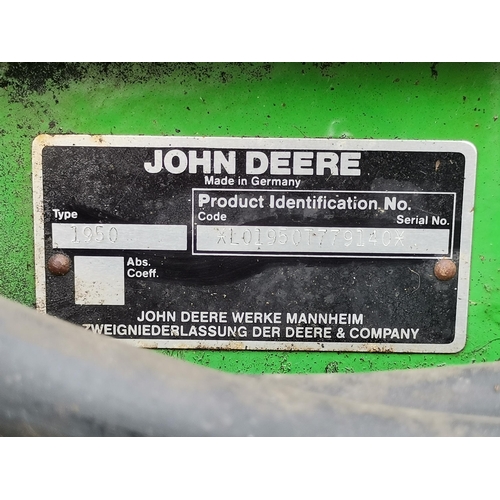 JOHN DEERE
Made in Germany
Product Identification No.
Type Code Serial No.
1950
Abs.
Coeff.
JOHN DEERE WERKE MANNHEIM
ZWEIGNIEDERLASSUNG DER DEERE & COMPANY